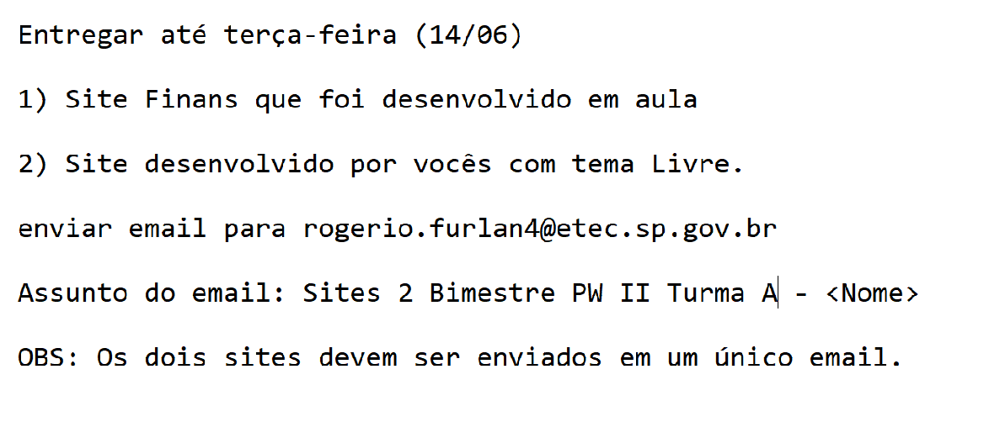 Entregar até terça-feira (14/06)
1) Site Finans que foi desenvolvido em aula
2) Site desenvolvido por vocês com tema Livre.
enviar email para rogerio.furlan4@etec.sp.gov.br
Assunto do email: Sites 2 Bimestre PW II Turma A - <Nome>
OBS: Os dois sites devem ser enviados em um único email.